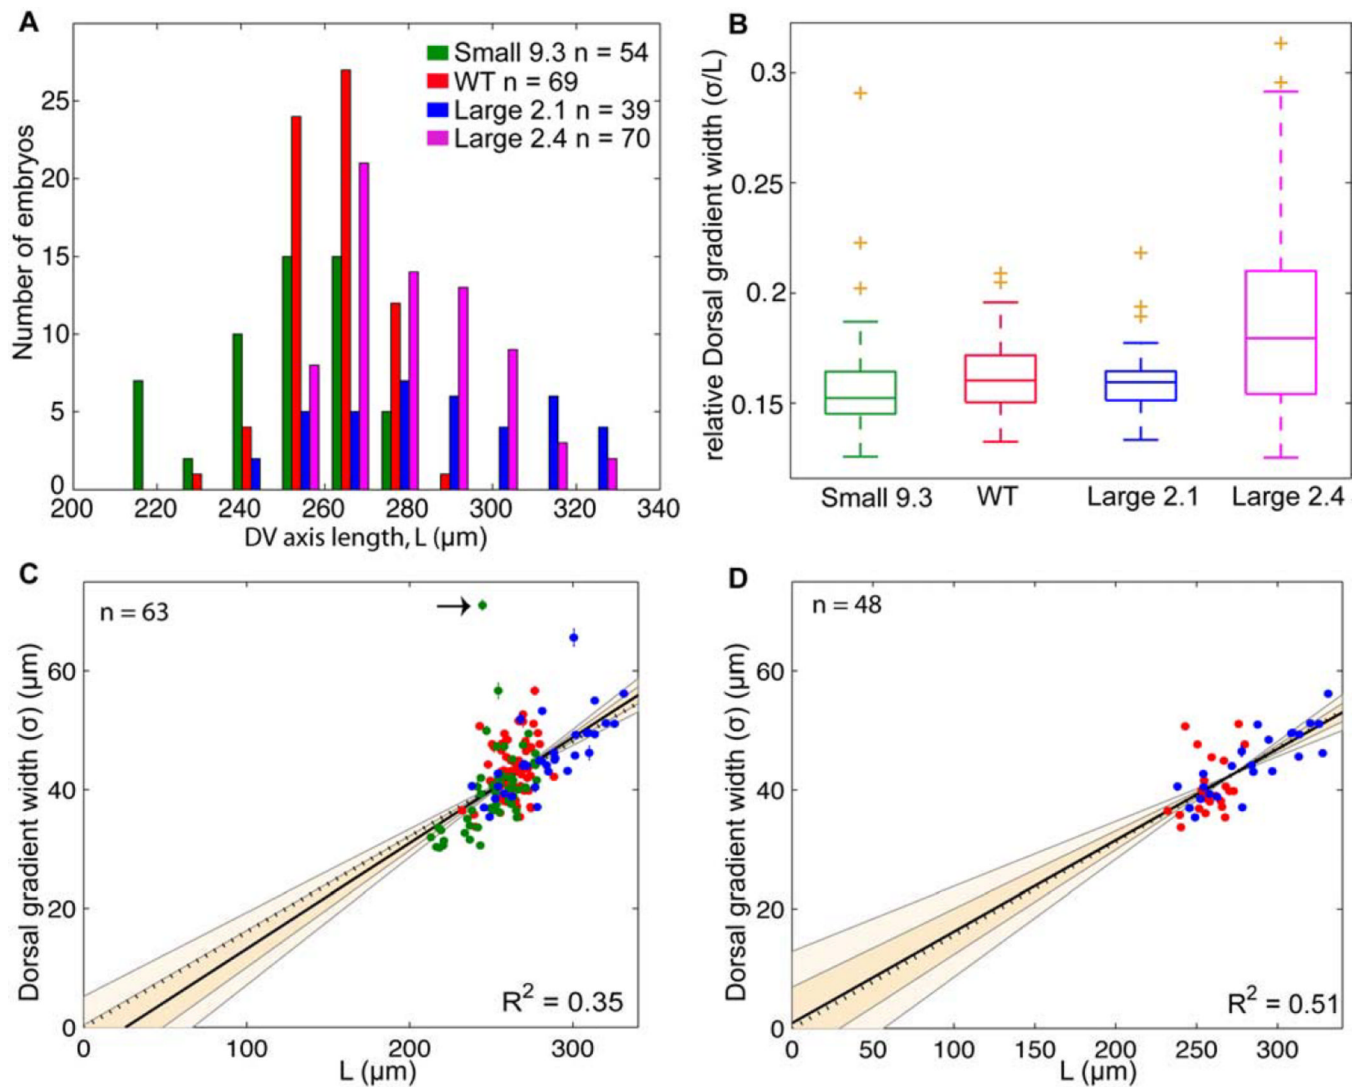 A
Small 9.3 n = 54
WT n = 69
Large 2.1 n = 39
Large 2.4 n = 70
Number of embryos
25
20
15
10
5
0
200 220 240 260 280 300 320 340
DV axis length, L (µm)
B
relative Dorsal gradient width (σ/L)
0.3
0.25
0.2
0.15
Small 9.3 WT Large 2.1 Large 2.4
C
n = 63
Dorsal gradient width (σ) (µm)
60
40
20
0
R² = 0.35
0 100 200 300
L (µm)
D
n = 48
Dorsal gradient width (σ) (µm)
60
40
20
0
R² = 0.51
0 50 100 150 200 250 300
L (µm)